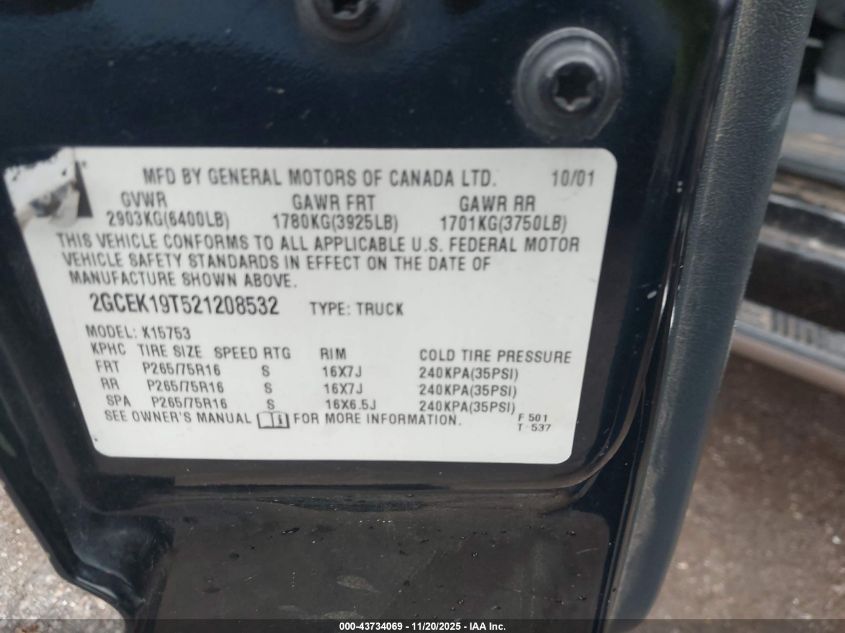 MFD BY GENERAL MOTORS OF CANADA LTD. 10/01
GVWR GAWR FRT GAWR RR
2903KG(6400LB) 1780KG(3925LB) 1701KG(3750LB)
THIS VEHICLE CONFORMS TO ALL APPLICABLE U.S. FEDERAL MOTOR
VEHICLE SAFETY STANDARDS IN EFFECT ON THE DATE OF
MANUFACTURE SHOWN ABOVE.
2GCEK19T521208532 TYPE: TRUCK
MODEL: K15753
KPHC TIRE SIZE SPEED RTG RIM COLD TIRE PRESSURE
FRT P265/75R16 S 16X7J 240KPA(35PSI)
RR P265/75R16 S 16X7J 240KPA(35PSI)
SPA P265/75R16 S 16X6.5J 240KPA(35PSI)
SEE OWNER'S MANUAL FOR MORE INFORMATION. F 501
T 537
000-43734069 - 11/20/2025 - IAA Inc.